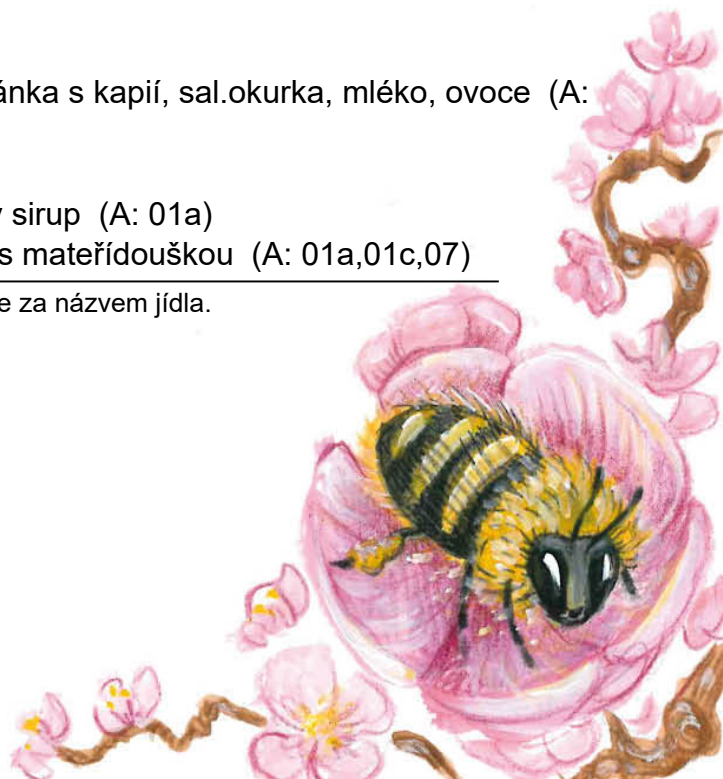 ánka s kapií, sal.okurka, mléko, ovoce (A:
sirup (A: 01a)
s mateřídouškou (A: 01a,01c,07)
e za názvem jídla.